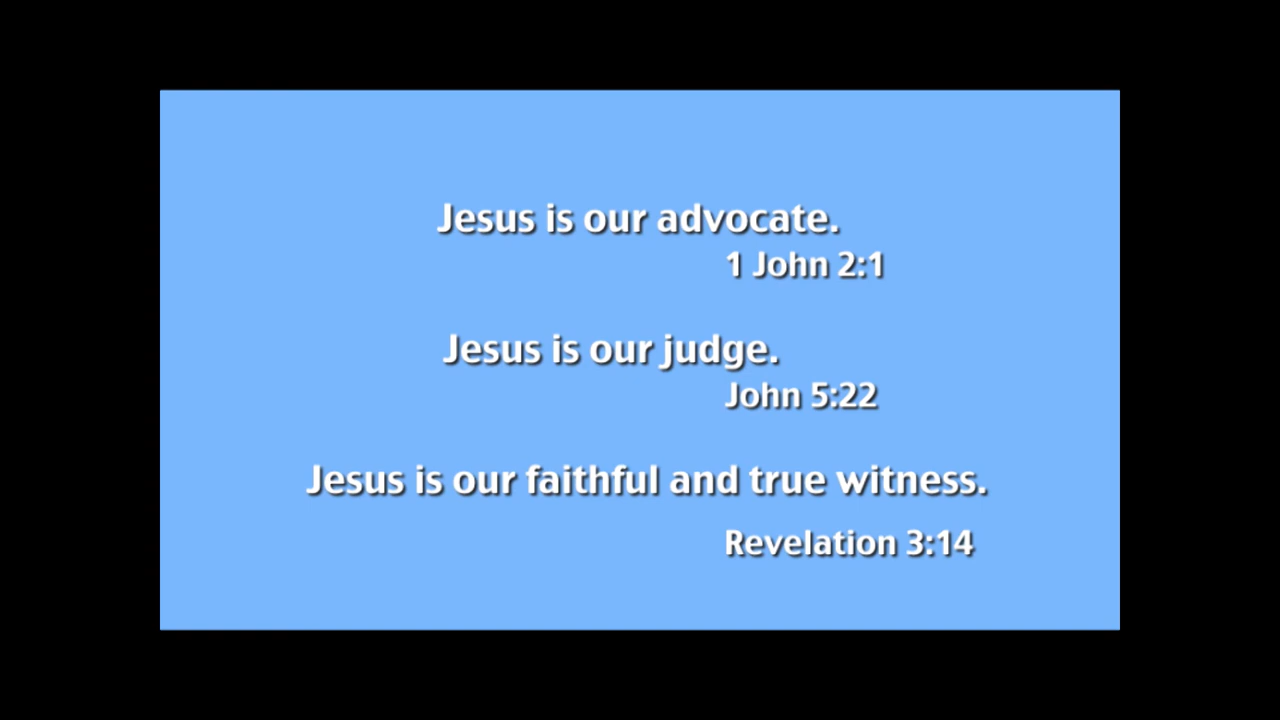 Jesus is our advocate.
1 John 2:1
Jesus is our judge.
John 5:22
Jesus is our faithful and true witness.
Revelation 3:14